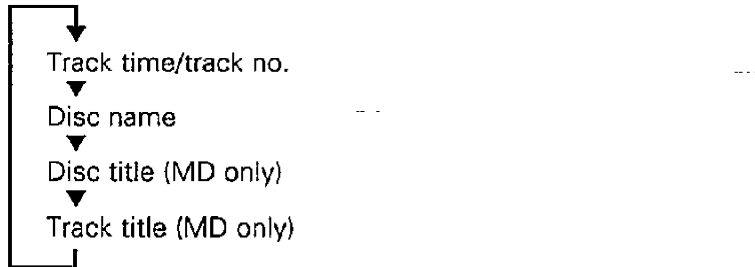 Track time/track no.
Disc name
Disc title (MD only)
Track title (MD only)